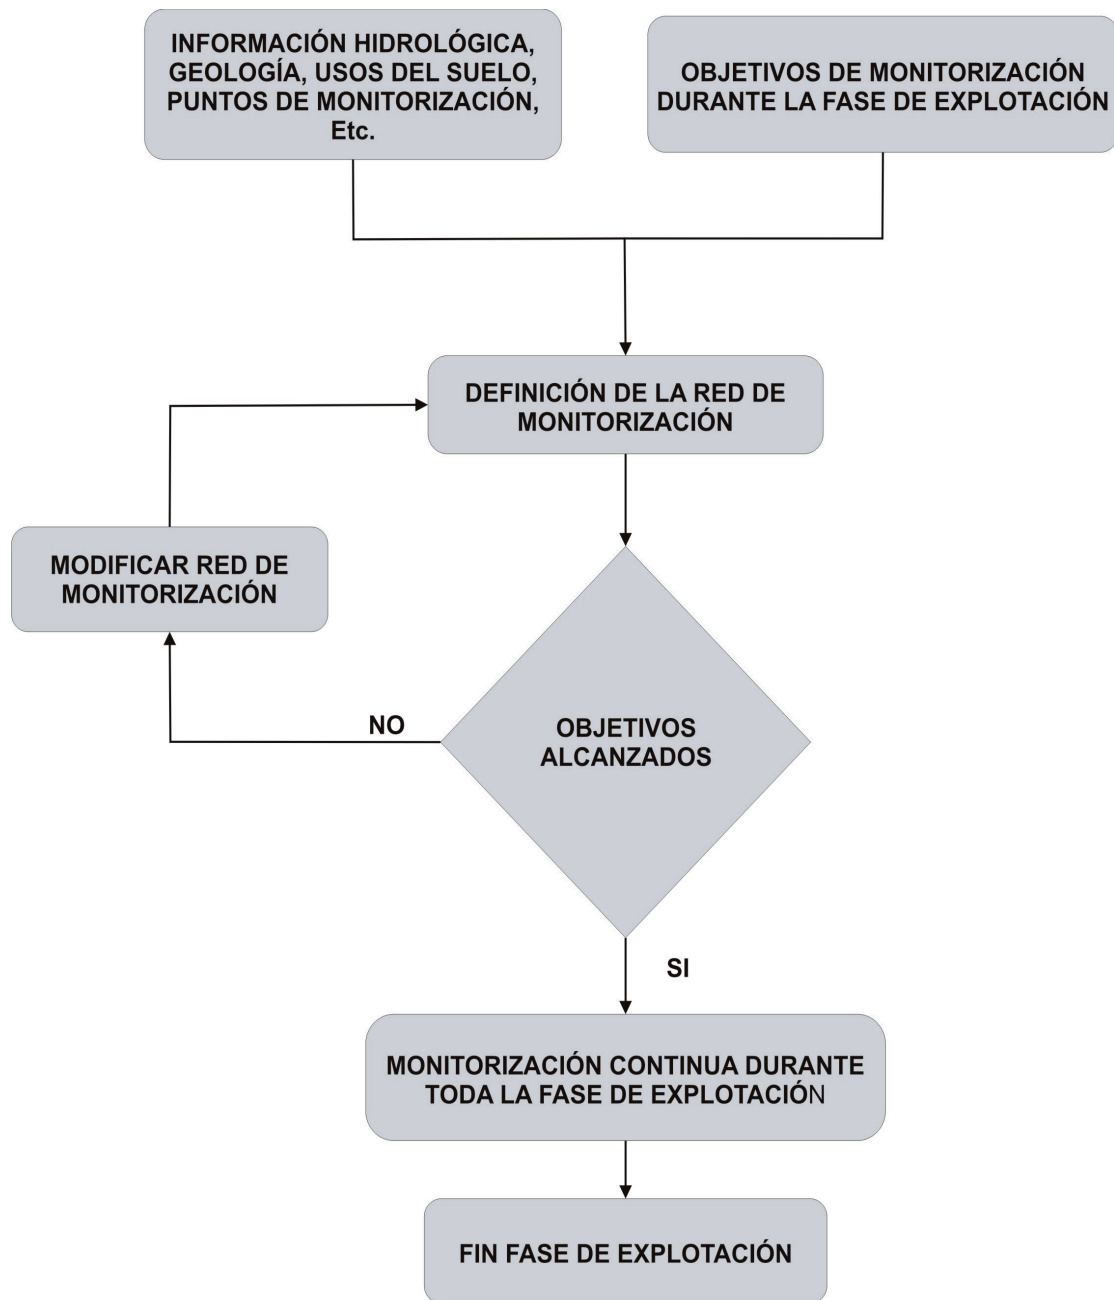 INFORMACIÓN HIDROLÓGICA,
GEOLOGÍA, USOS DEL SUELO,
PUNTOS DE MONITORIZACIÓN,
Etc.
OBJETIVOS DE MONITORIZACIÓN
DURANTE LA FASE DE EXPLOTACIÓN
DEFINICIÓN DE LA RED DE
MONITORIZACIÓN
MODIFICAR RED DE
MONITORIZACIÓN
NO
OBJETIVOS
ALCANZADOS
SI
MONITORIZACIÓN CONTINUA DURANTE
TODA LA FASE DE EXPLOTACIÓN
FIN FASE DE EXPLOTACIÓN